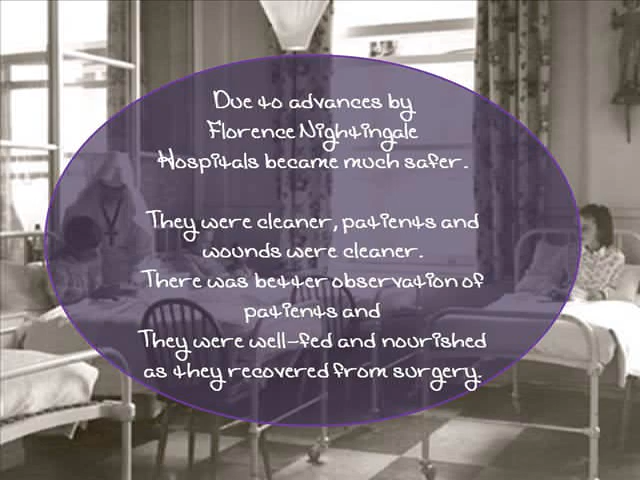 Due to advances by
Florence Nightingale
Hospitals became much safer.
They were cleaner, patients and
wounds were cleaner.
There was better observation of
patients and
They were well-fed and nourished
as they recovered from surgery.